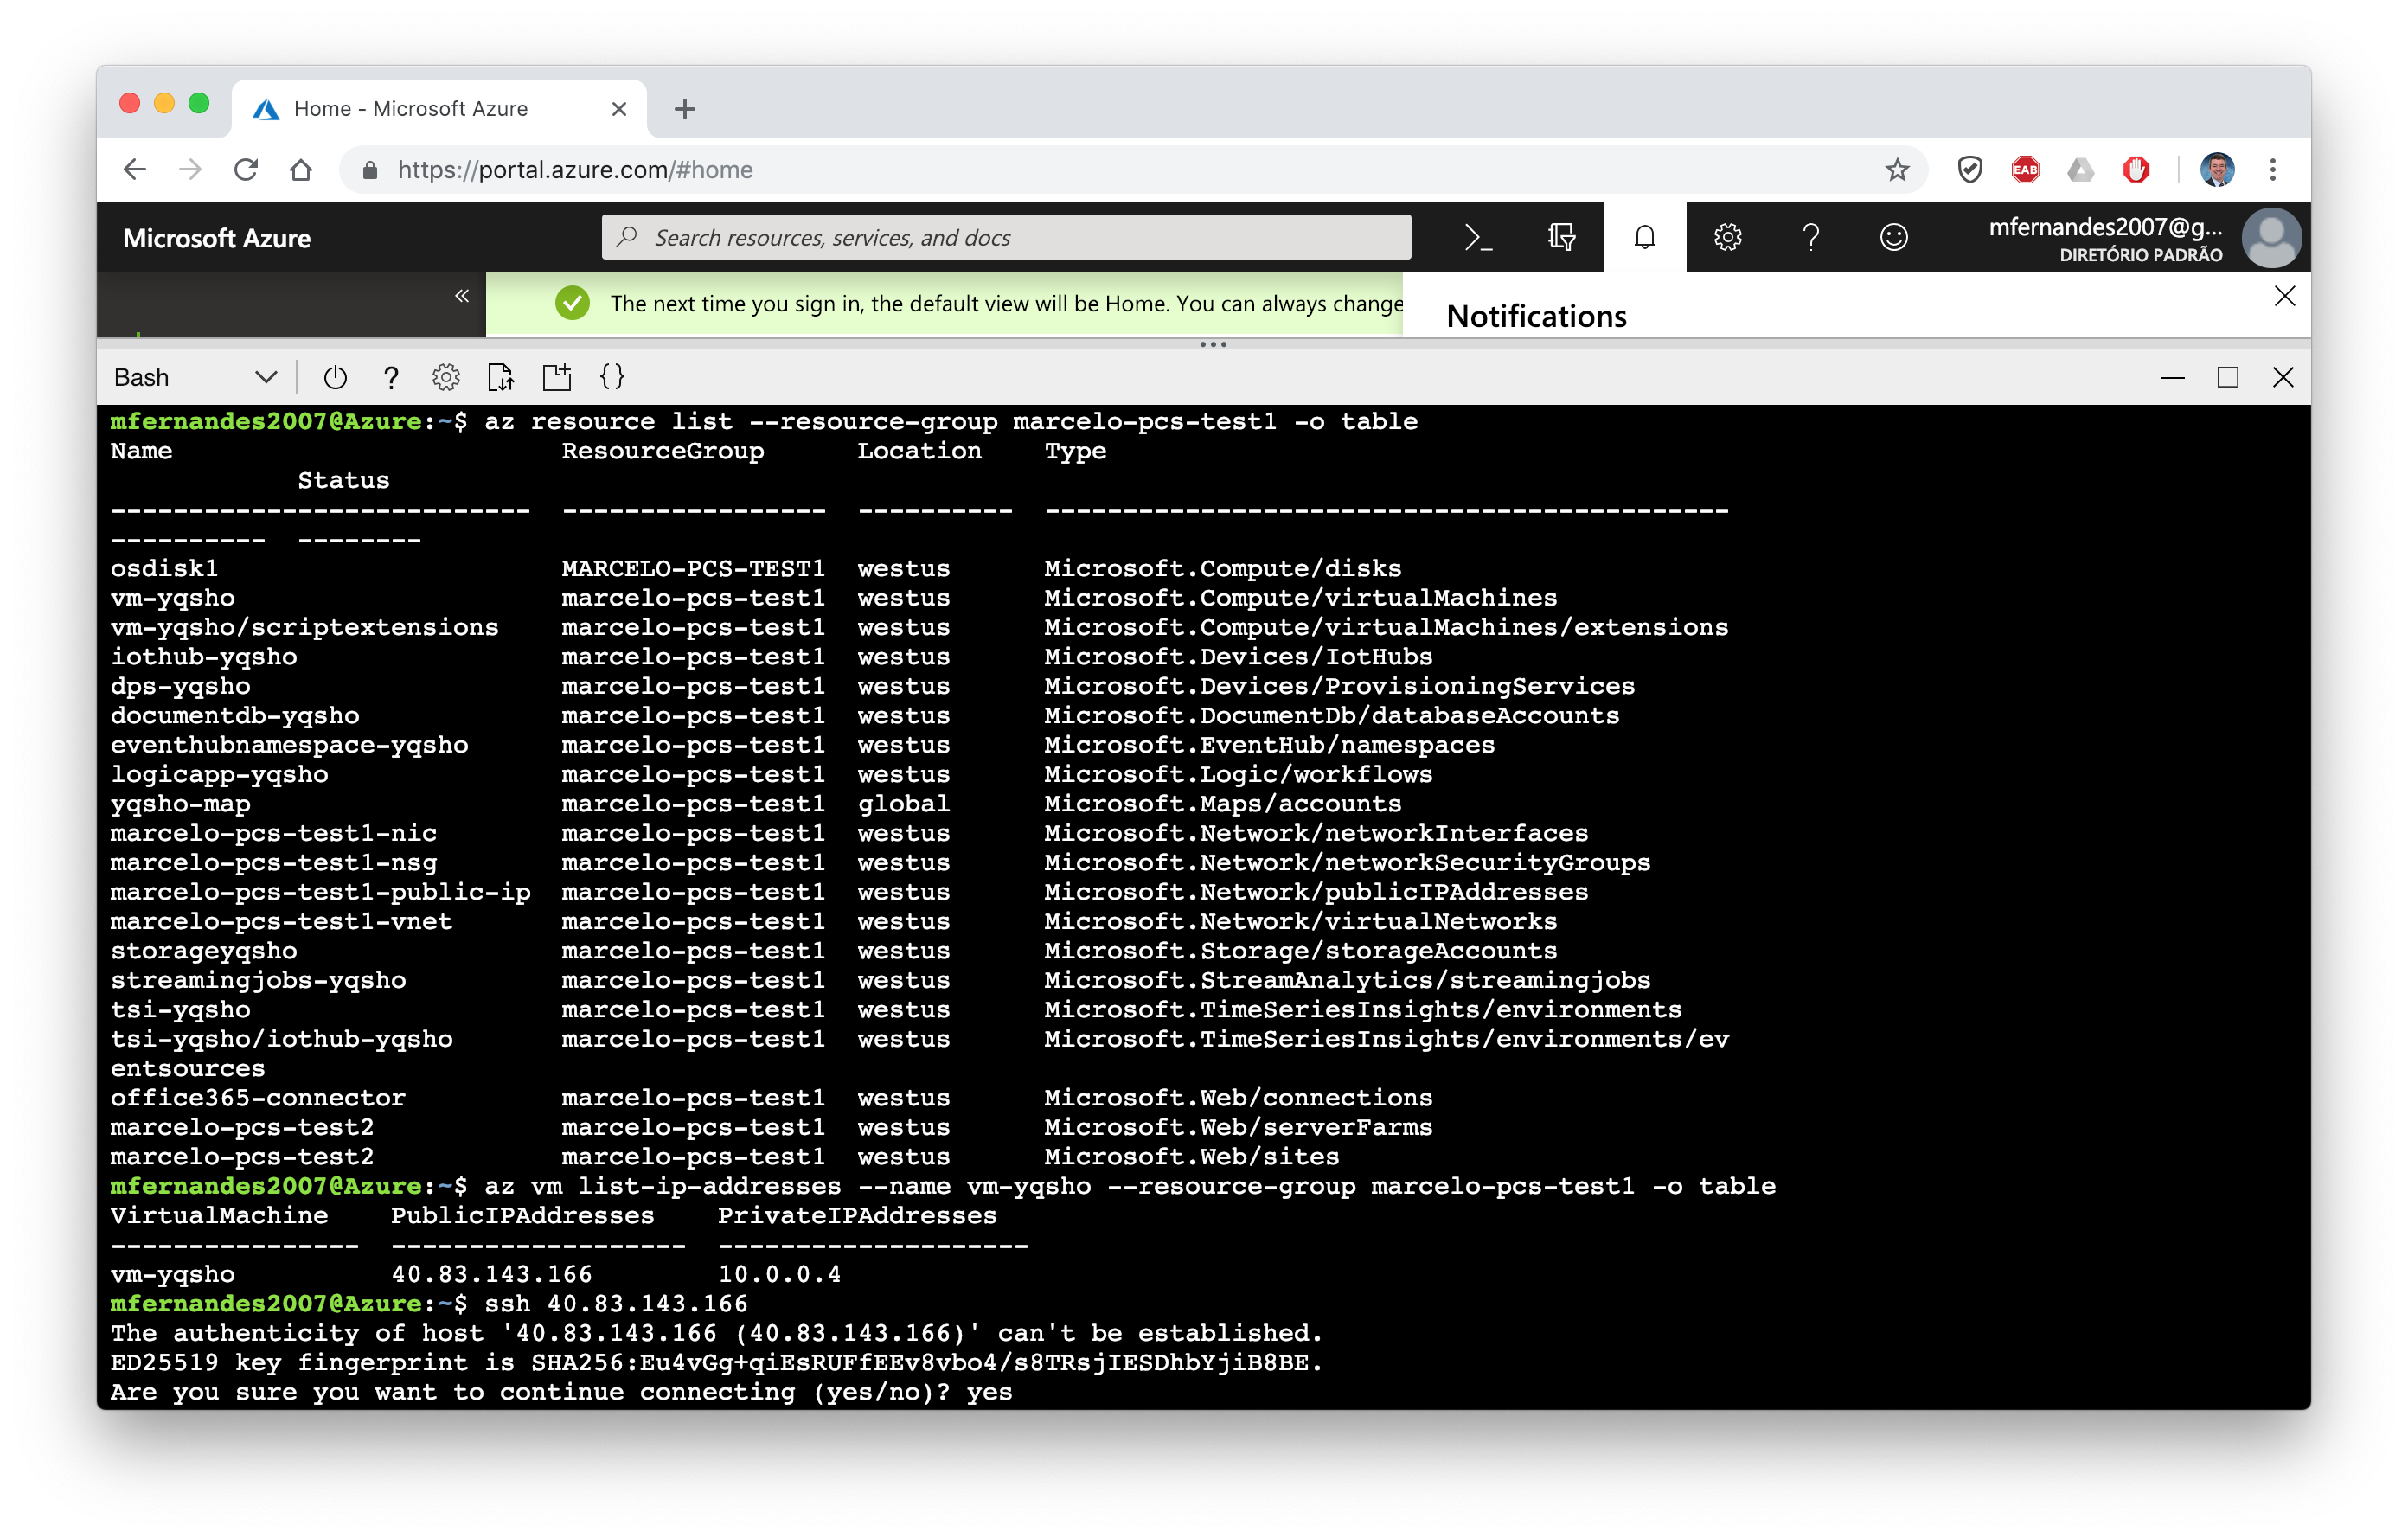 Home - Microsoft Azure
https://portal.azure.com/#home
EAB
Microsoft Azure
Search resources, services, and docs
mfernandes2007@g...
DIRETÓRIO PADRÃO
The next time you sign in, the default view will be Home. You can always change
Notifications
Bash
mfernandes2007@Azure:~$ az resource list --resource-group marcelo-pcs-test1 -o table
Name                         ResourceGroup      Location    Type
            Status
---------------------------  -----------------  ----------  --------------------------------------------
----------  --------
osdisk1                      MARCELO-PCS-TEST1  westus      Microsoft.Compute/disks
vm-yqsho                     marcelo-pcs-test1  westus      Microsoft.Compute/virtualMachines
vm-yqsho/scriptextensions    marcelo-pcs-test1  westus      Microsoft.Compute/virtualMachines/extensions
iothub-yqsho                 marcelo-pcs-test1  westus      Microsoft.Devices/IotHubs
dps-yqsho                    marcelo-pcs-test1  westus      Microsoft.Devices/ProvisioningServices
documentdb-yqsho             marcelo-pcs-test1  westus      Microsoft.DocumentDb/databaseAccounts
eventhubnamespace-yqsho      marcelo-pcs-test1  westus      Microsoft.EventHub/namespaces
logicapp-yqsho               marcelo-pcs-test1  westus      Microsoft.Logic/workflows
yqsho-map                    marcelo-pcs-test1  global      Microsoft.Maps/accounts
marcelo-pcs-test1-nic        marcelo-pcs-test1  westus      Microsoft.Network/networkInterfaces
marcelo-pcs-test1-nsg        marcelo-pcs-test1  westus      Microsoft.Network/networkSecurityGroups
marcelo-pcs-test1-public-ip  marcelo-pcs-test1  westus      Microsoft.Network/publicIPAddresses
marcelo-pcs-test1-vnet       marcelo-pcs-test1  westus      Microsoft.Network/virtualNetworks
storageyqsho                 marcelo-pcs-test1  westus      Microsoft.Storage/storageAccounts
streamingjobs-yqsho          marcelo-pcs-test1  westus      Microsoft.StreamAnalytics/streamingjobs
tsi-yqsho                    marcelo-pcs-test1  westus      Microsoft.TimeSeriesInsights/environments
tsi-yqsho/iothub-yqsho       marcelo-pcs-test1  westus      Microsoft.TimeSeriesInsights/environments/ev
entsources
office365-connector          marcelo-pcs-test1  westus      Microsoft.Web/connections
marcelo-pcs-test2            marcelo-pcs-test1  westus      Microsoft.Web/serverFarms
marcelo-pcs-test2            marcelo-pcs-test1  westus      Microsoft.Web/sites
mfernandes2007@Azure:~$ az vm list-ip-addresses --name vm-yqsho --resource-group marcelo-pcs-test1 -o table
VirtualMachine    PublicIPAddresses    PrivateIPAddresses
----------------  -------------------  --------------------
vm-yqsho          40.83.143.166        10.0.0.4
mfernandes2007@Azure:~$ ssh 40.83.143.166
The authenticity of host '40.83.143.166 (40.83.143.166)' can't be established.
ED25519 key fingerprint is SHA256:Eu4vGg+qiEsRUFfEEv8vbo4/s8TRsjIESDhbYjiB8BE.
Are you sure you want to continue connecting (yes/no)? yes